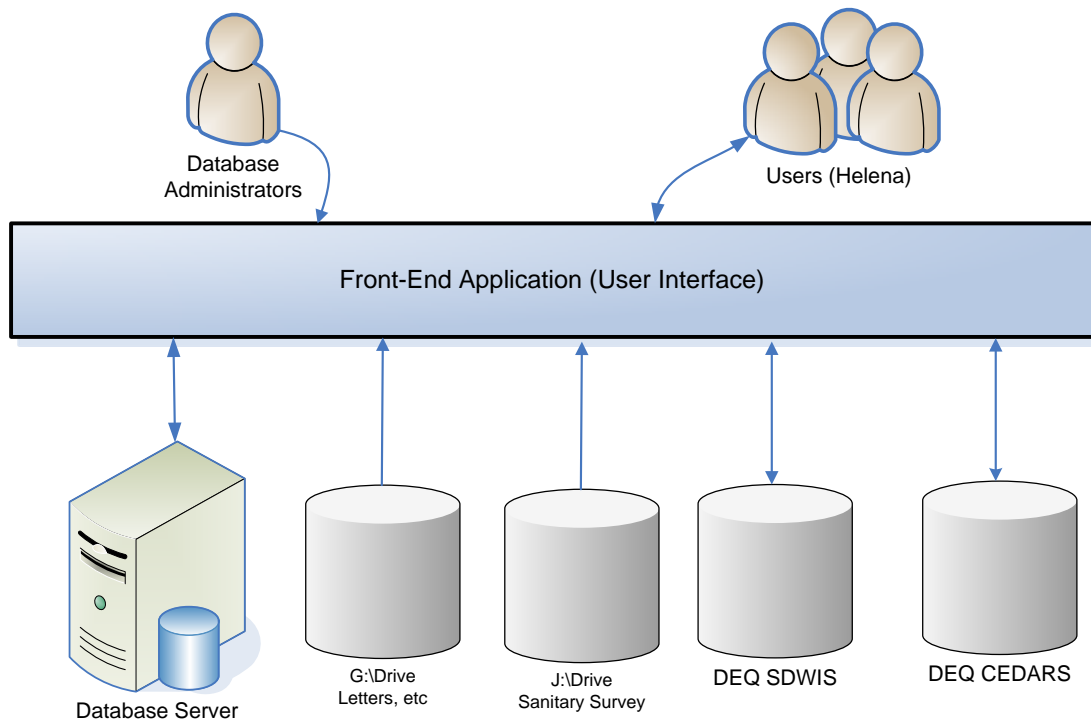 Database
Administrators
Users (Helena)
Front-End Application (User Interface)
G:\Drive
Letters, etc
J:\Drive
Sanitary Survey
DEQ SDWIS
DEQ CEDARS
Database Server